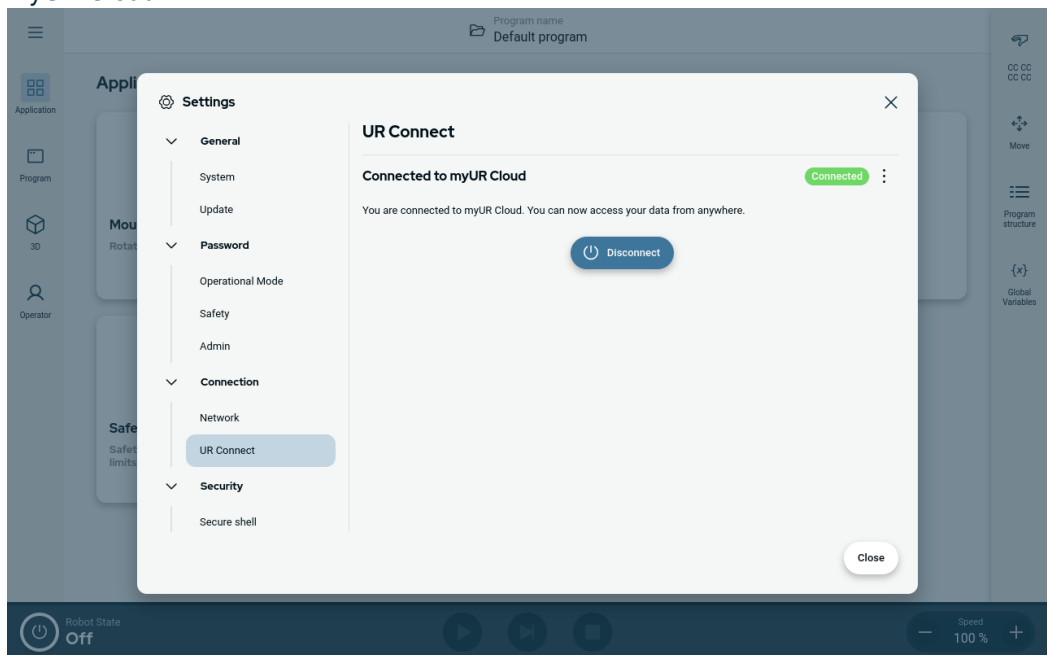 Program name
Default program
Application
Program
3D
Operator
Appli
Mou
Rotat
Safe
Safet
limits
Settings
General
System
Update
Password
Operational Mode
Safety
Admin
Connection
Network
UR Connect
Security
Secure shell
UR Connect
Connected to myUR Cloud
Connected
You are connected to myUR Cloud. You can now access your data from anywhere.
Disconnect
Close
CC CC
CC CC
Move
Program
structure
{x}
Global
Variables
Robot State
Off
Speed
100 %